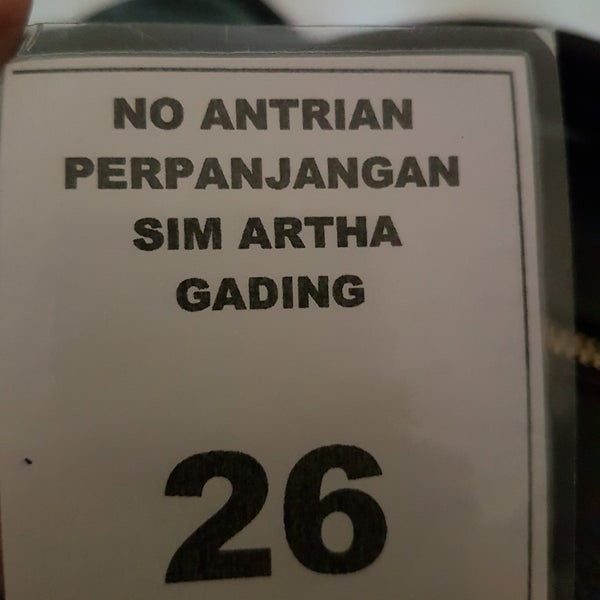 NO ANTRIAN
PERPANJANGAN
SIM ARTHA
GADING
26